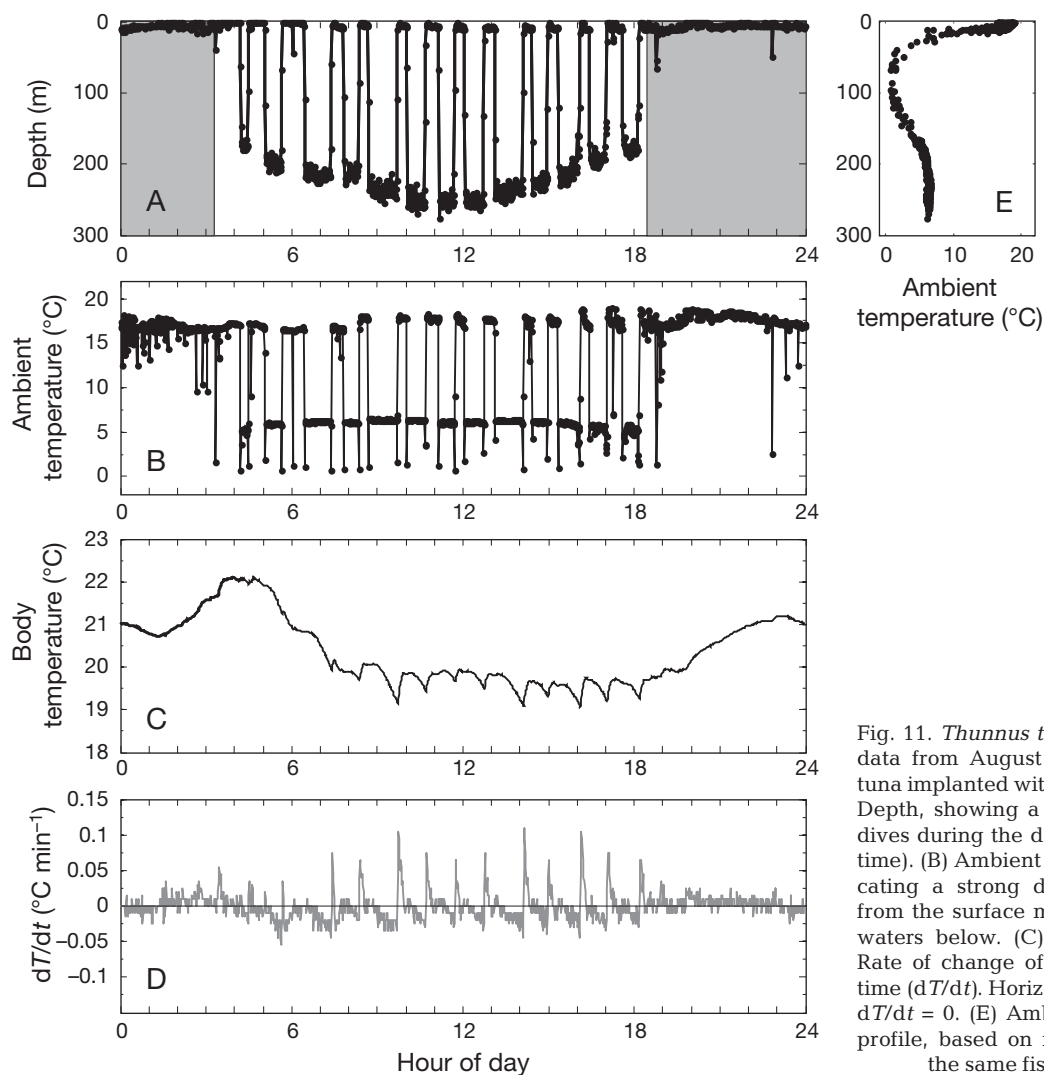 0
100
200
300
Depth (m)
A
0
6
12
18
24
0
100
200
300
E
0
10
20
Ambient
temperature (°C)
20
15
10
5
0
Ambient
temperature (°C)
B
0
6
12
18
24
23
22
21
20
19
18
Body
temperature (°C)
C
0
6
12
18
24
0.15
0.1
0.05
0
−0.05
−0.1
dT/dt (°C min⁻¹)
D
0
6
12
18
24
Hour of day
Fig. 11. Thunnus t
data from August
tuna implanted wit
Depth, showing a
dives during the d
time). (B) Ambient
cating a strong d
from the surface m
waters below. (C)
Rate of change of
time (dT/dt). Horiz
dT/dt = 0. (E) Amb
profile, based on
the same fis